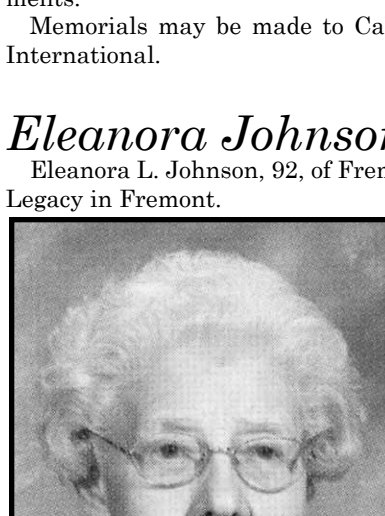 ments.
Memorials may be made to Ca
International.
Eleanora Johnson
Eleanora L. Johnson, 92, of Frem
Legacy in Fremont.